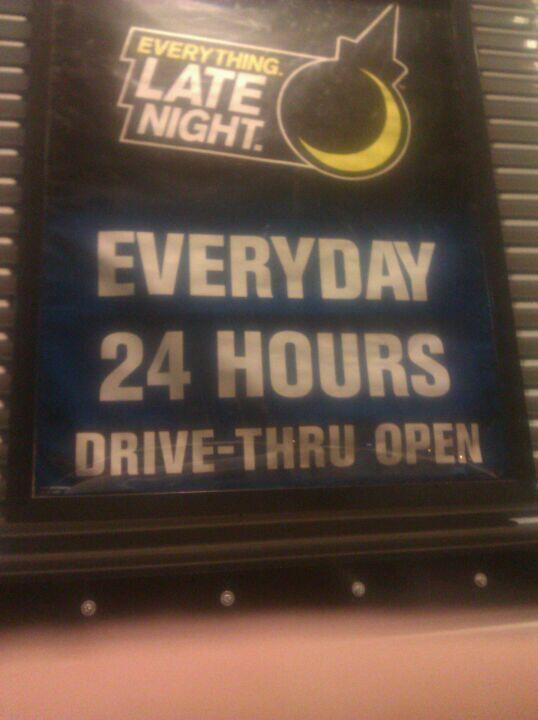 EVERYTHING.
LATE
NIGHT.
EVERYDAY
24 HOURS
DRIVE-THRU OPEN